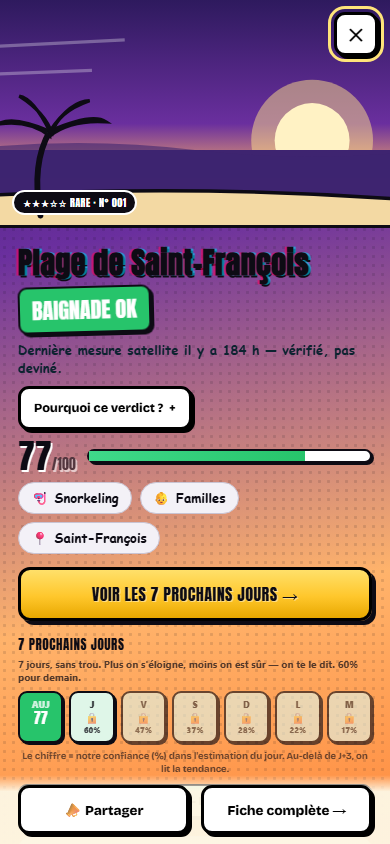 ★★★☆☆ RARE · N° 001
Plage de Saint-François
BAIGNADE OK
Dernière mesure satellite il y a 184 h — vérifié, pas
deviné.
Pourquoi ce verdict ? +
77/100
Snorkeling
Familles
Saint-François
VOIR LES 7 PROCHAINS JOURS →
7 PROCHAINS JOURS
7 jours, sans trou. Plus on s'éloigne, moins on est sûr — on te le dit. 60%
pour demain.
AUJ J V S D L M
77 60% 47% 37% 28% 22% 17%
Le chiffre = notre confiance (%) dans l'estimation du jour. Au-delà de J+3, on
lit la tendance.
Partager
Fiche complète →